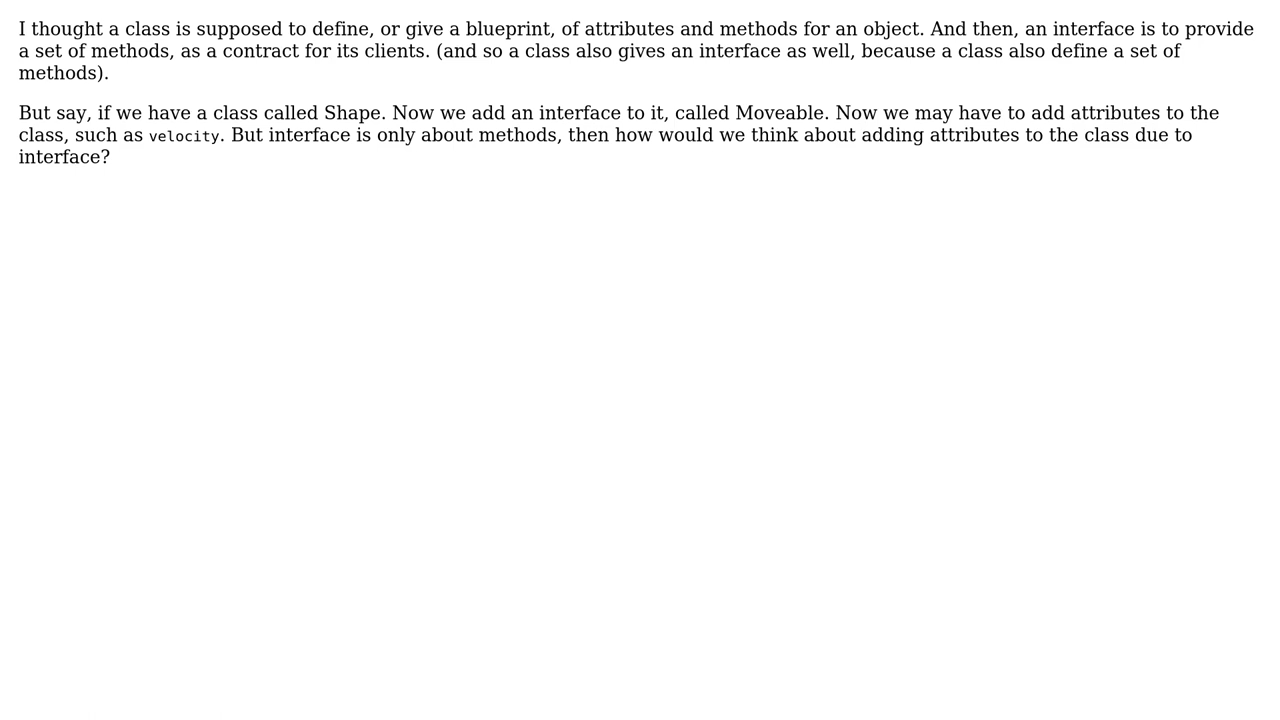 I thought a class is supposed to define, or give a blueprint, of attributes and methods for an object. And then, an interface is to provide
a set of methods, as a contract for its clients. (and so a class also gives an interface as well, because a class also define a set of
methods).
But say, if we have a class called Shape. Now we add an interface to it, called Moveable. Now we may have to add attributes to the
class, such as velocity. But interface is only about methods, then how would we think about adding attributes to the class due to
interface?